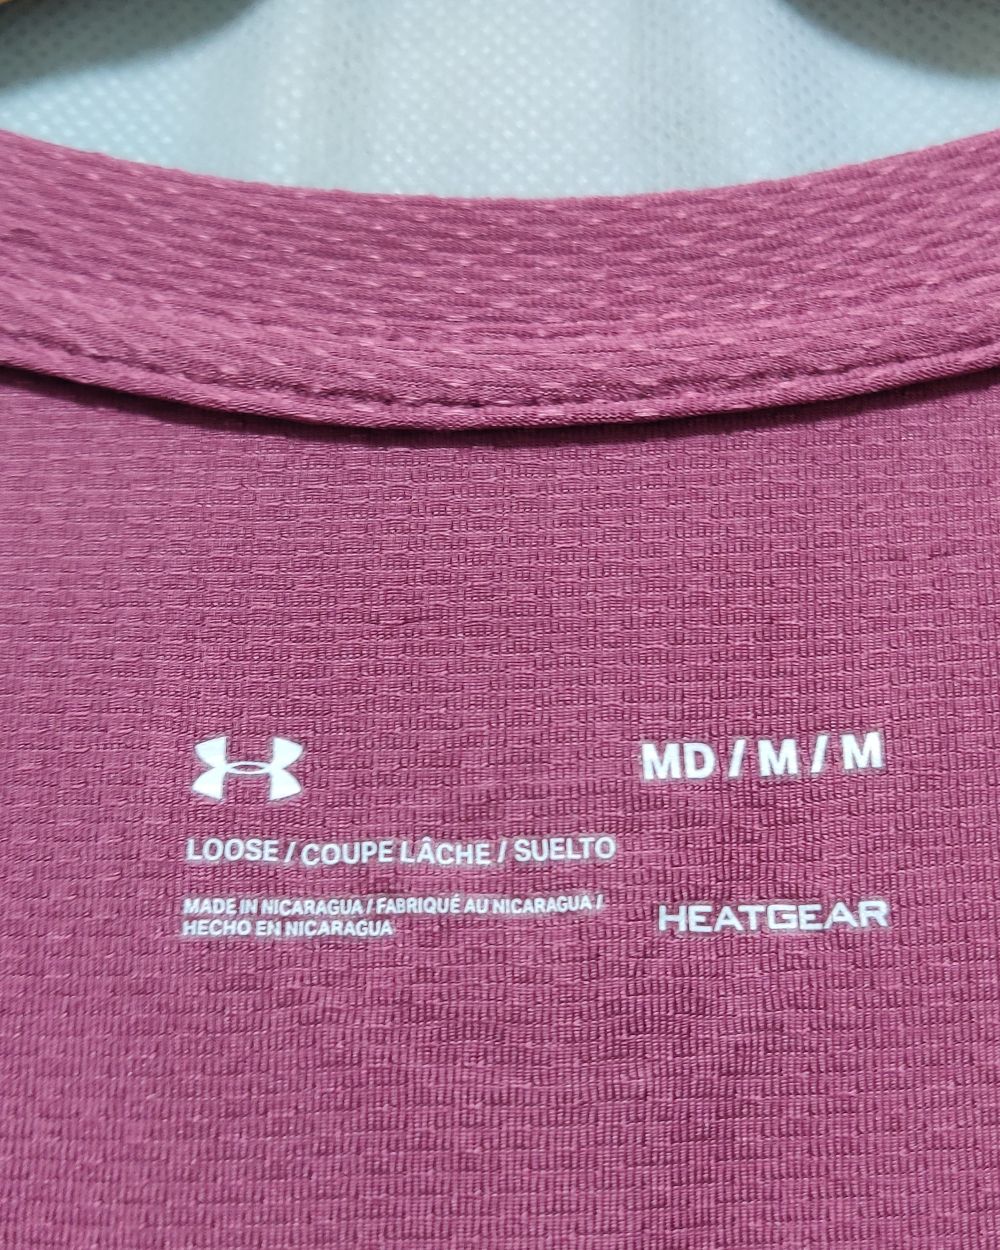 MD / M / M
LOOSE / COUPE LÂCHE / SUELTO
MADE IN NICARAGUA / FABRIQUÉ AU NICARAGUA /
HECHO EN NICARAGUA
HEATGEAR